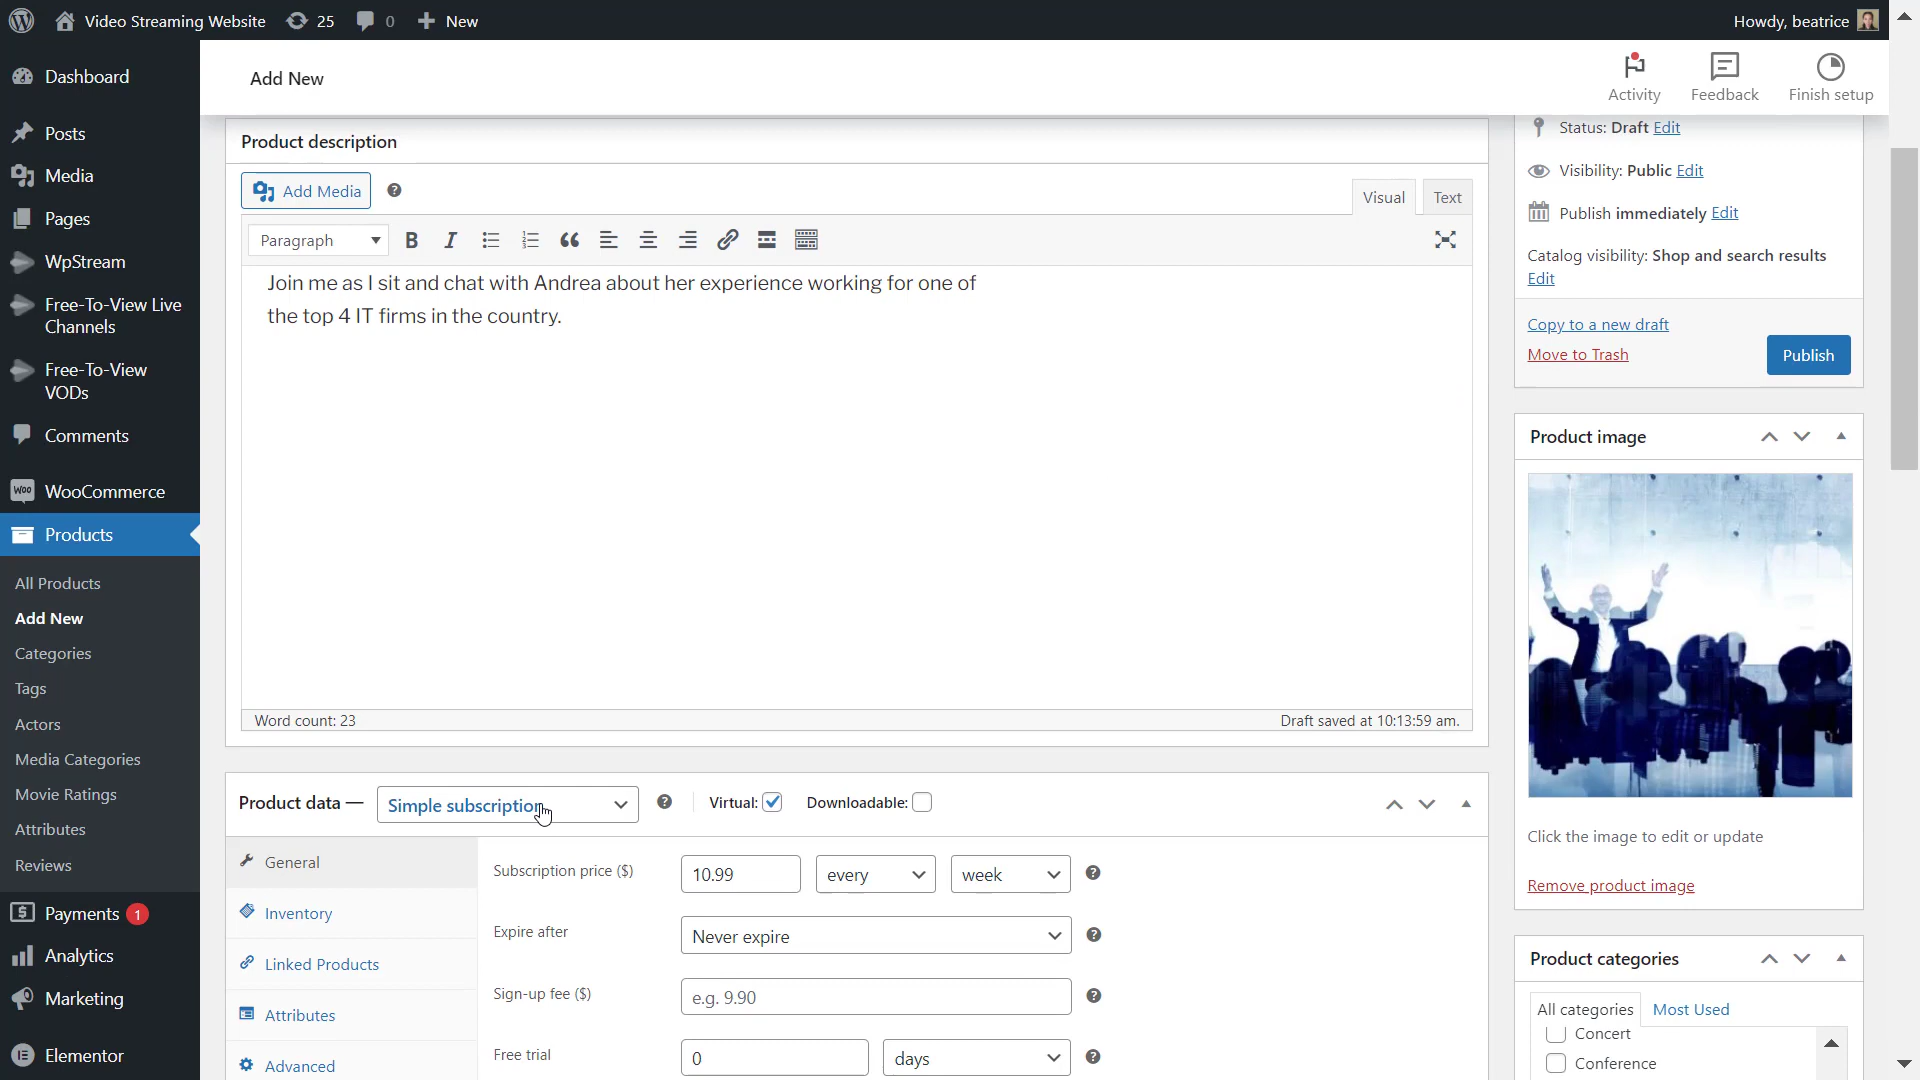 Video Streaming Website 25 0 New Howdy, beatrice
Dashboard
Posts
Media
Pages
WpStream
Free-To-View Live
Channels
Free-To-View
VODs
Comments
Woo WooCommerce
Products
All Products
Add New
Categories
Tags
Actors
Media Categories
Movie Ratings
Attributes
Reviews
Payments 1
Analytics
Marketing
Elementor
Add New
Activity Feedback Finish setup
Product description
Add Media
Visual Text
Paragraph
Join me as I sit and chat with Andrea about her experience working for one of
the top 4 IT firms in the country.
Word count: 23 Draft saved at 10:13:59 am.
Product data — Simple subscription Virtual: Downloadable:
General
Inventory
Linked Products
Attributes
Advanced
Subscription price ($) 10.99 every week
Expire after Never expire
Sign-up fee ($) e.g. 9.90
Free trial 0 days
Status: Draft Edit
Visibility: Public Edit
Publish immediately Edit
Catalog visibility: Shop and search results
Edit
Copy to a new draft
Move to Trash
Publish
Product image
Click the image to edit or update
Remove product image
Product categories
All categories Most Used
Concert
Conference